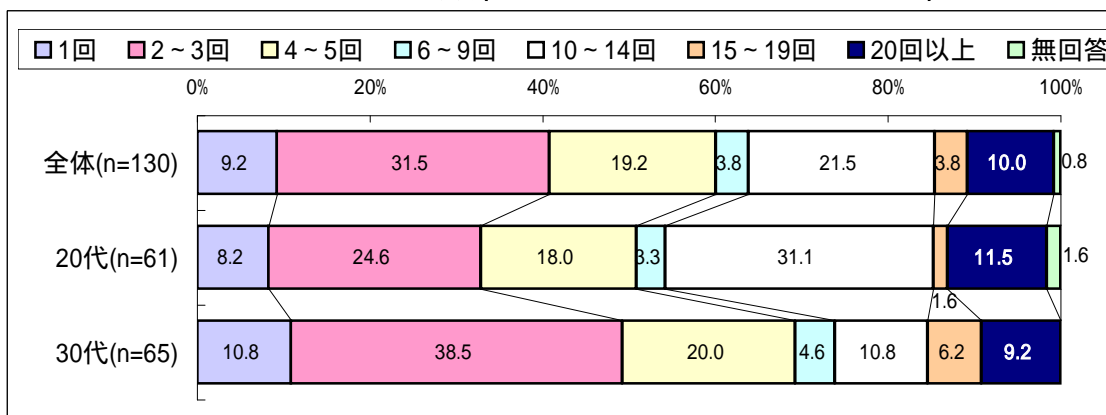 1回 2～3回 4～5回 6～9回 10～14回 15～19回 20回以上 無回答
0% 20% 40% 60% 80% 100%
全体(n=130) 9.2 31.5 19.2 3.8 21.5 3.8 10.0 0.8
20代(n=61) 8.2 24.6 18.0 3.3 31.1 11.5 1.6
1.6
30代(n=65) 10.8 38.5 20.0 4.6 10.8 6.2 9.2